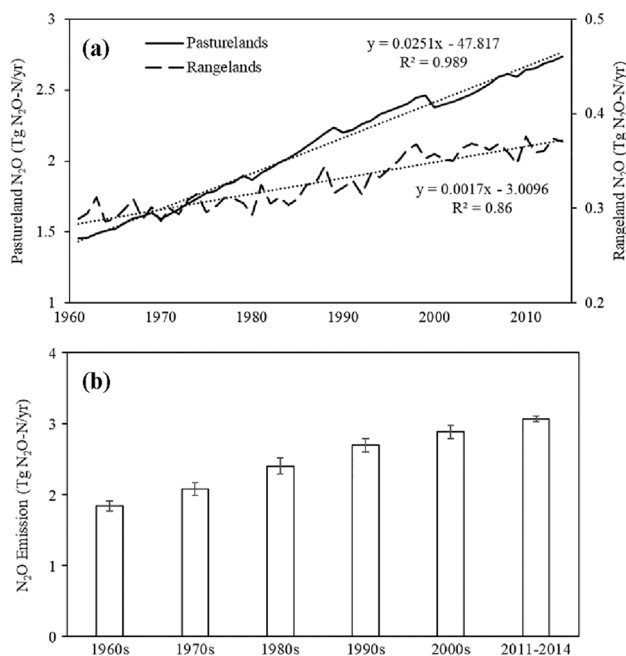 (a)
Pasturelands
Rangelands
y = 0.0251x - 47.817
R² = 0.989
y = 0.0017x - 3.0096
R² = 0.86
Pastureland N₂O (Tg N₂O-N/yr)
3
2.5
2
1.5
1
Rangeland N₂O (Tg N₂O-N/yr)
0.5
0.4
0.3
0.2
1960 1970 1980 1990 2000 2010
(b)
N₂O Emission (Tg N₂O-N/yr)
4
3
2
1
0
1960s 1970s 1980s 1990s 2000s 2011-2014